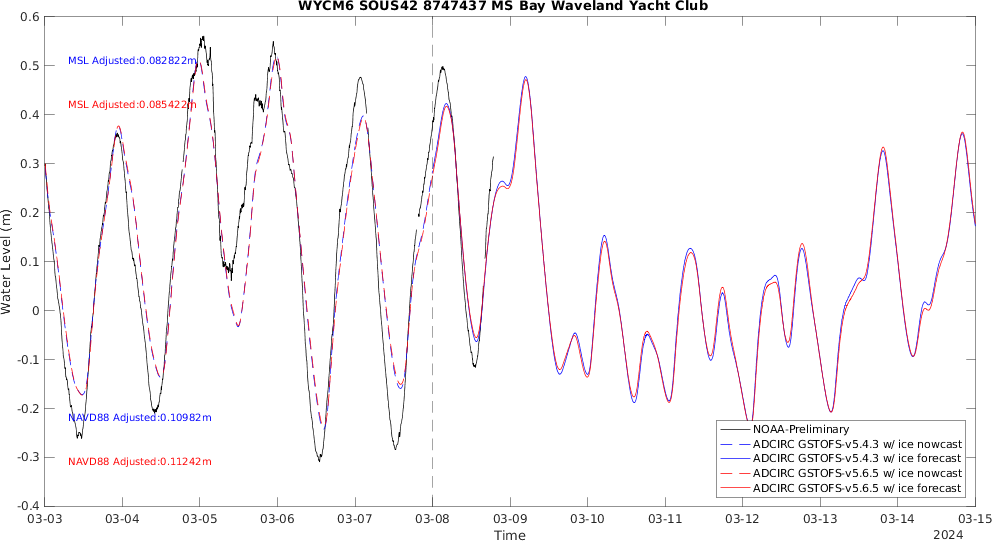 WYCM6 SOUS42 8747437 MS Bay Waveland Yacht Club
0.6
0.5
0.4
0.3
0.2
0.1
0
-0.1
-0.2
-0.3
-0.4
Water Level (m)
MSL Adjusted:0.082822m
MSL Adjusted:0.085422m
NAVD88 Adjusted:0.10982m
NAVD88 Adjusted:0.11242m
NOAA-Preliminary
ADCIRC GSTOFS-v5.4.3 w/ ice nowcast
ADCIRC GSTOFS-v5.4.3 w/ ice forecast
ADCIRC GSTOFS-v5.6.5 w/ ice nowcast
ADCIRC GSTOFS-v5.6.5 w/ ice forecast
03-03 03-04 03-05 03-06 03-07 03-08 03-09 03-10 03-11 03-12 03-13 03-14 03-15
Time
2024